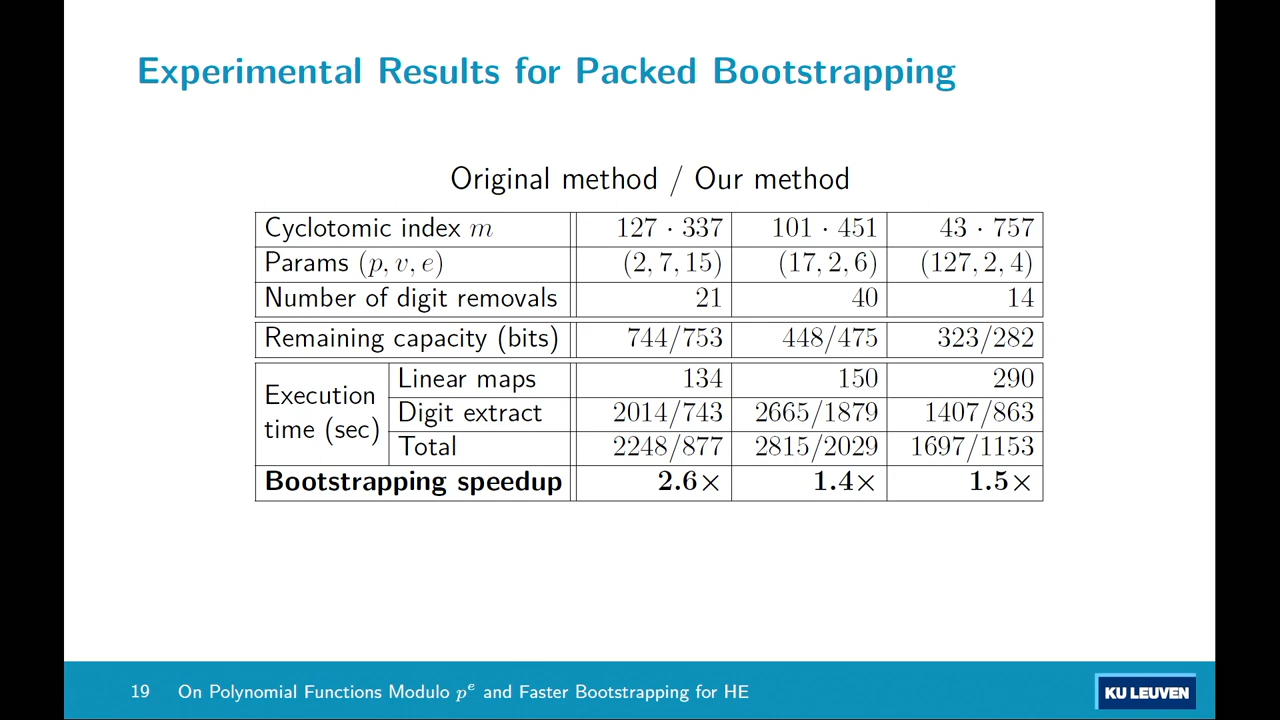 Experimental Results for Packed Bootstrapping
Original method / Our method
Cyclotomic index m 127 · 337 101 · 451 43 · 757
Params (p, v, e) (2, 7, 15) (17, 2, 6) (127, 2, 4)
Number of digit removals 21 40 14
Remaining capacity (bits) 744/753 448/475 323/282
Execution time (sec)
Linear maps 134 150 290
Digit extract 2014/743 2665/1879 1407/863
Total 2248/877 2815/2029 1697/1153
Bootstrapping speedup 2.6× 1.4× 1.5×
19 On Polynomial Functions Modulo pᵉ and Faster Bootstrapping for HE
KU LEUVEN